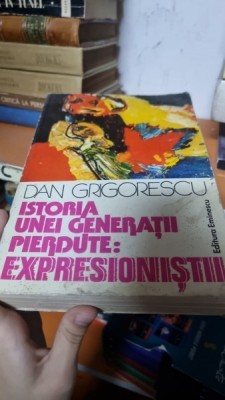 DAN GRIGORESCU
ISTORIA
UNEI GENERAȚII
PIERDUTE:
EXPRESIONIȘTII
Editura Eminescu